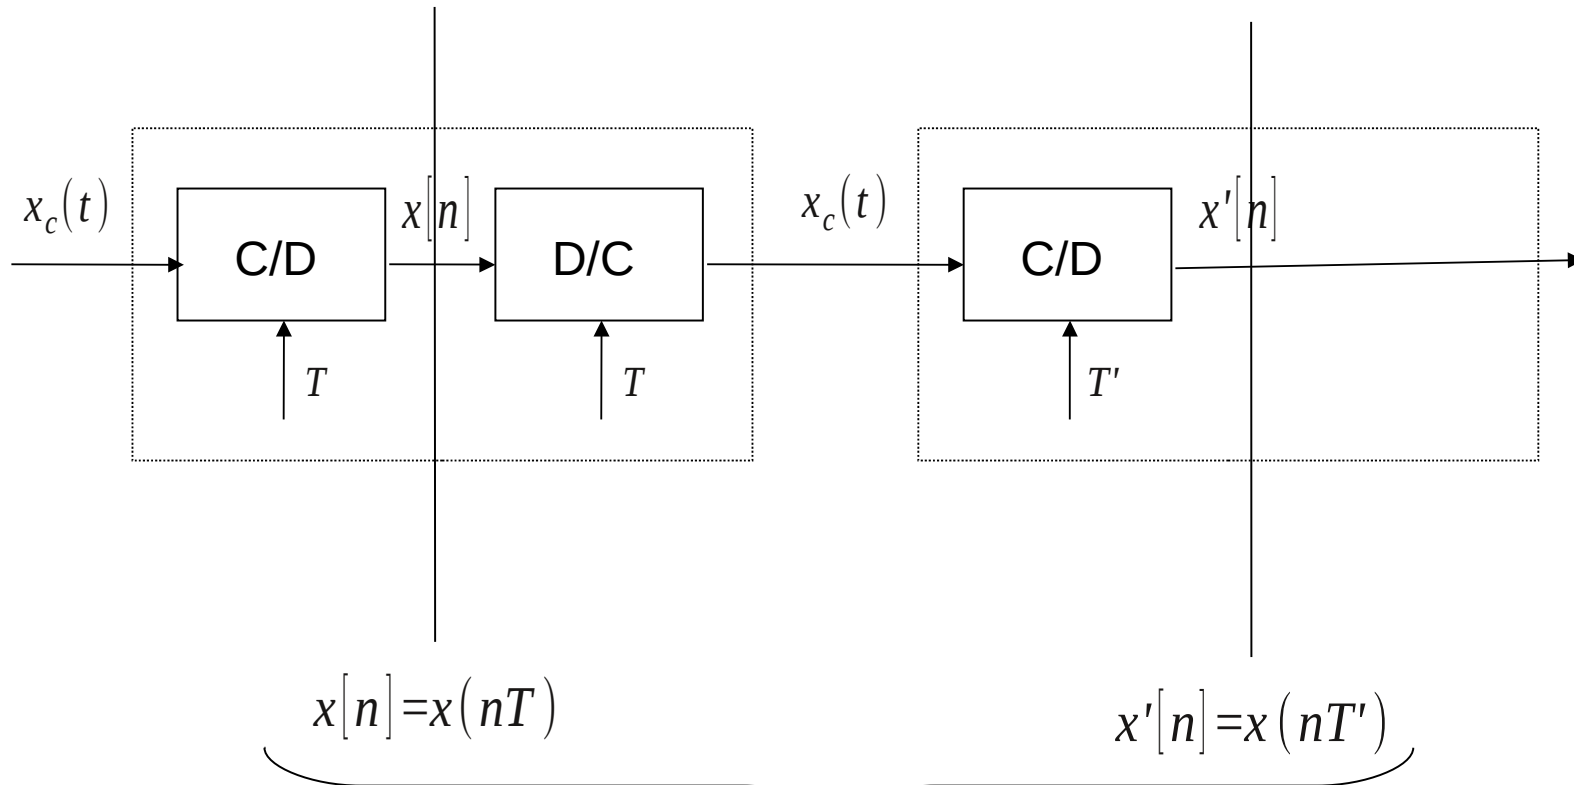 x_c(t)
x[n]
x_c(t)
x'[n]
C/D
D/C
C/D
T
T
T'
x[n]=x(nT)
x'[n]=x(nT')